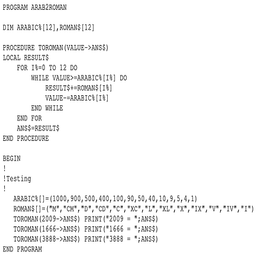 PROGRAM ARAB2ROMAN
DIM ARABIC%[12],ROMAN$[12]
PROCEDURE TOROMAN(VALUE->ANS$)
LOCAL RESULT$
FOR I%=0 TO 12 DO
WHILE VALUE>=ARABIC%[I%] DO
RESULT$+=ROMAN$[I%]
VALUE-=ARABIC%[I%]
END WHILE
END FOR
ANS$=RESULT$
END PROCEDURE
BEGIN
!
!Testing
!
ARABIC%[]=(1000,900,500,400,100,90,50,40,10,9,5,4,1)
ROMAN$[]=("M","CM","D","CD","C","XC","L","XL","X","IX","V","IV","I")
TOROMAN(2009->ANS$) PRINT("2009 = ";ANS$)
TOROMAN(1666->ANS$) PRINT("1666 = ";ANS$)
TOROMAN(3888->ANS$) PRINT("3888 = ";ANS$)
END PROGRAM